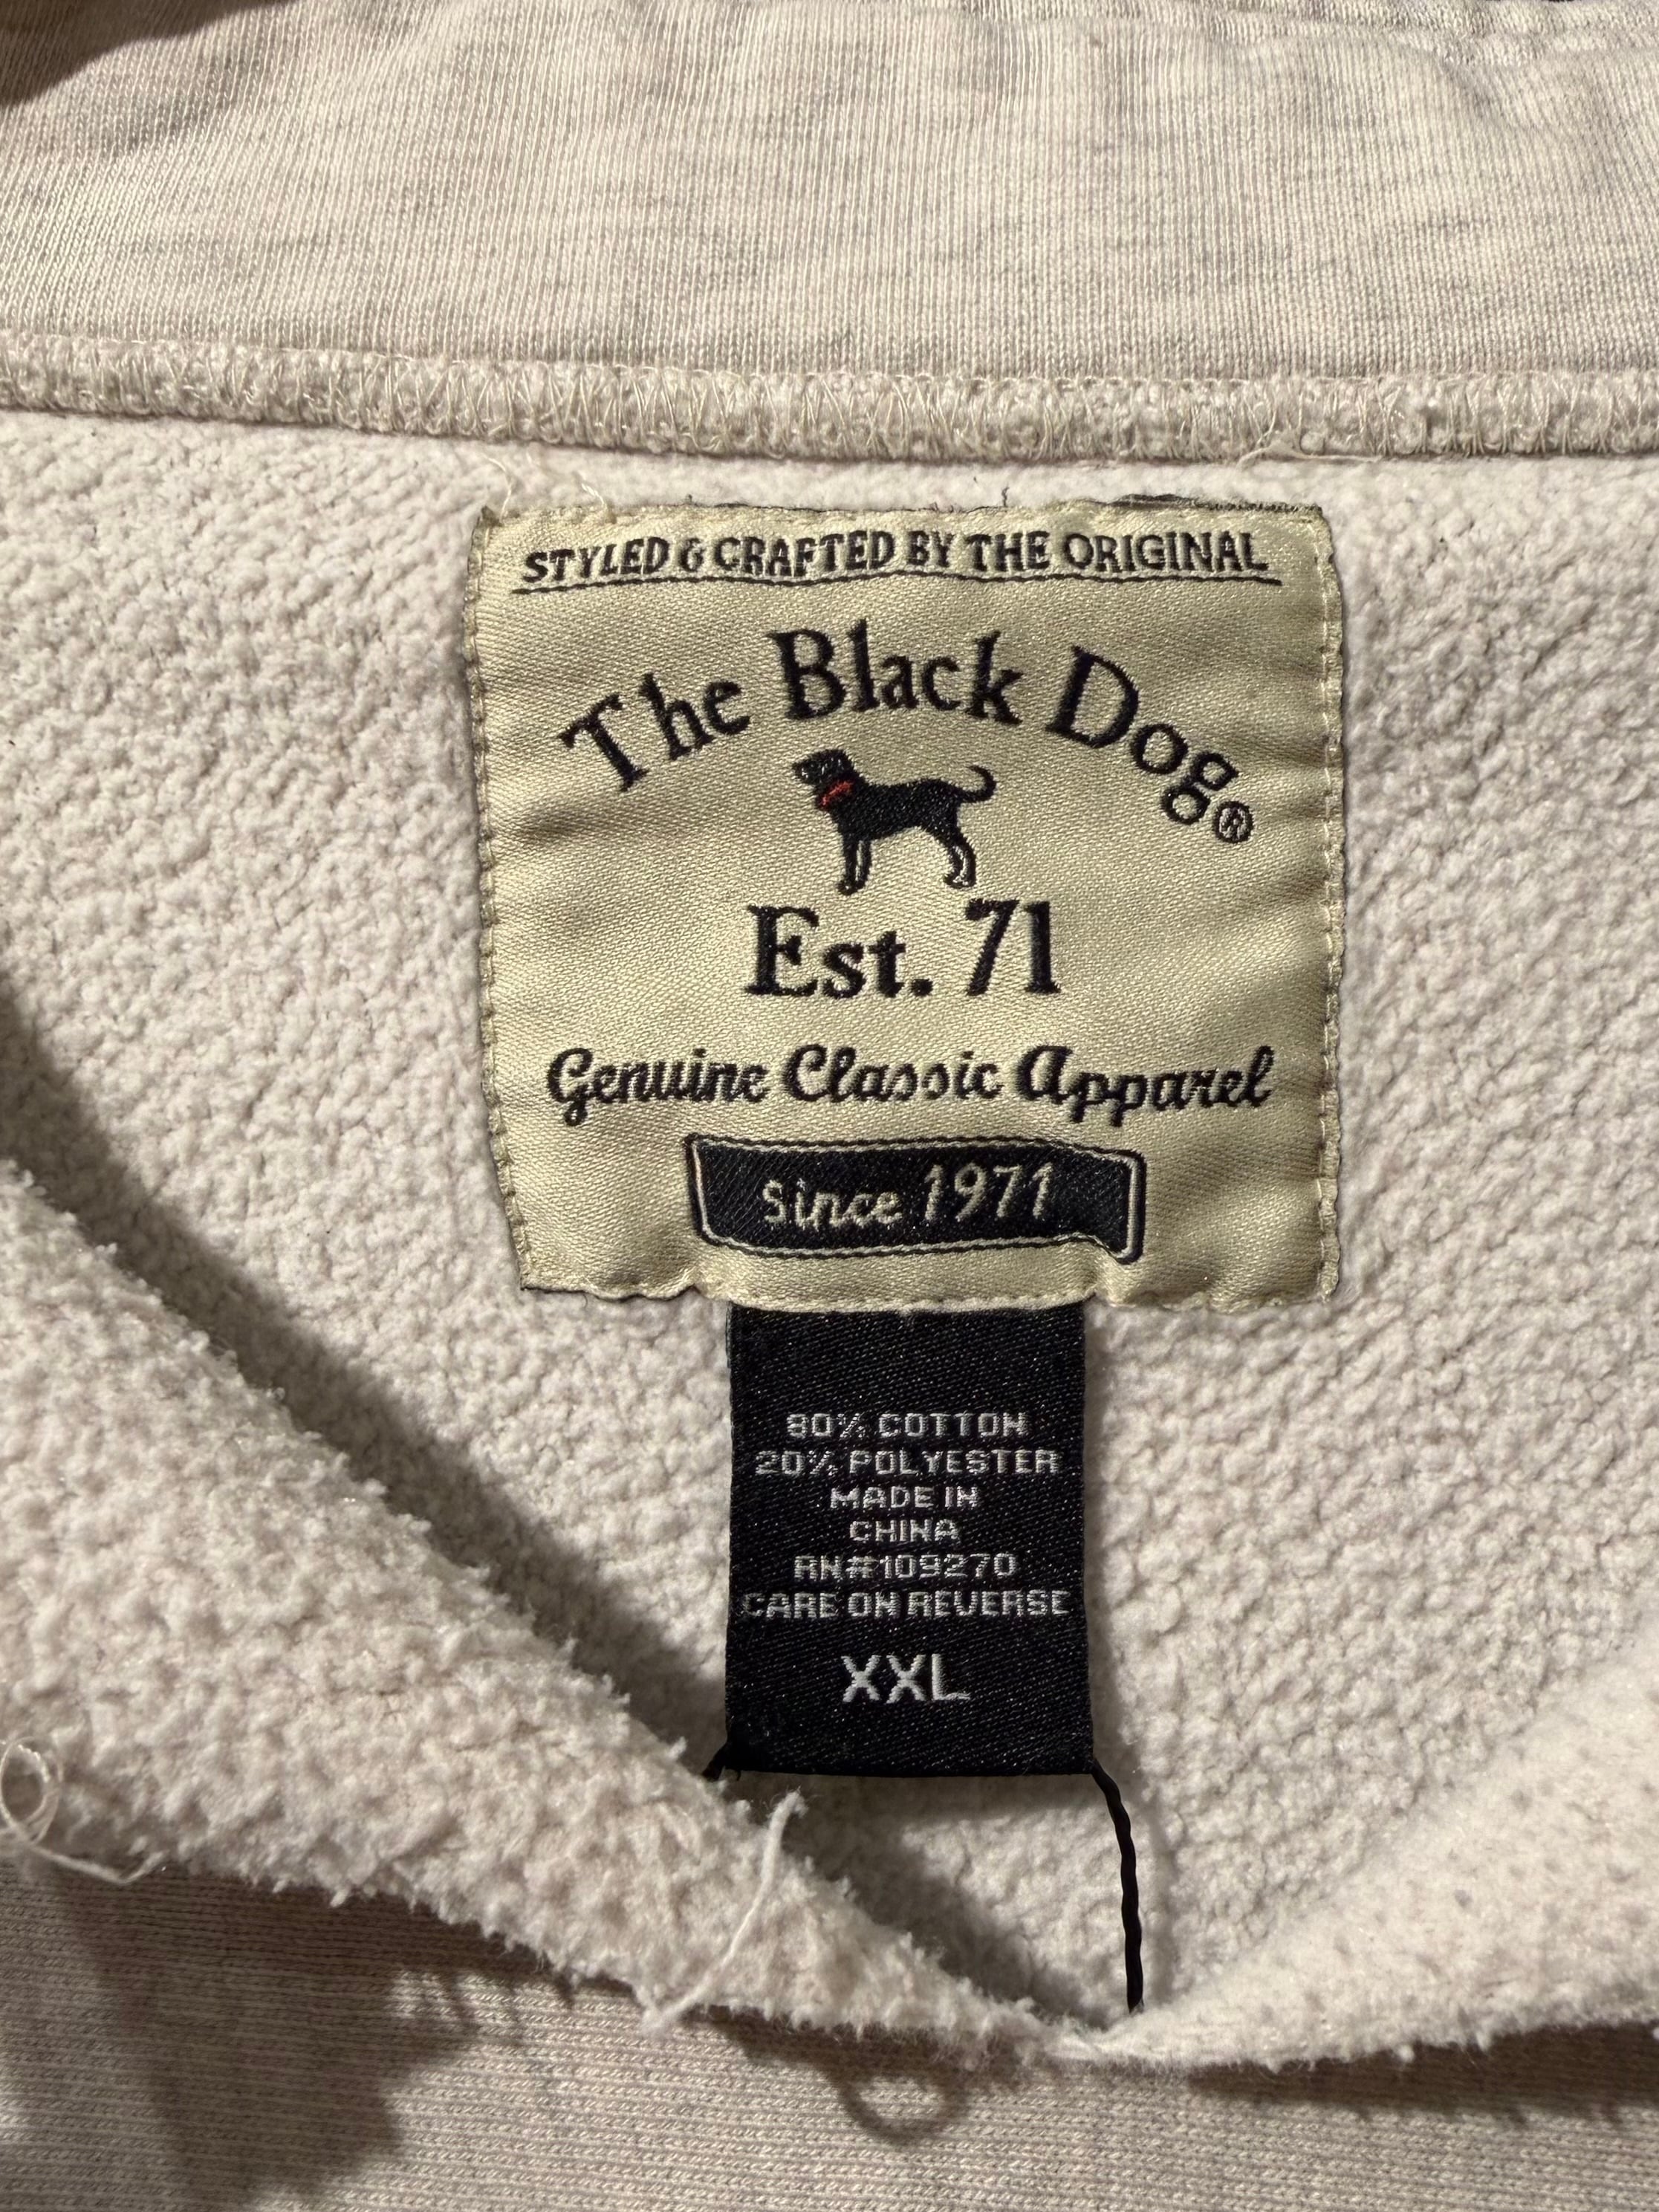 STYLED & CRAFTED BY THE ORIGINAL
The Black Dog®
Est. 71
Genuine Classic Apparel
Since 1971
80% COTTON
20% POLYESTER
MADE IN
CHINA
RN#109270
CARE ON REVERSE
XXL